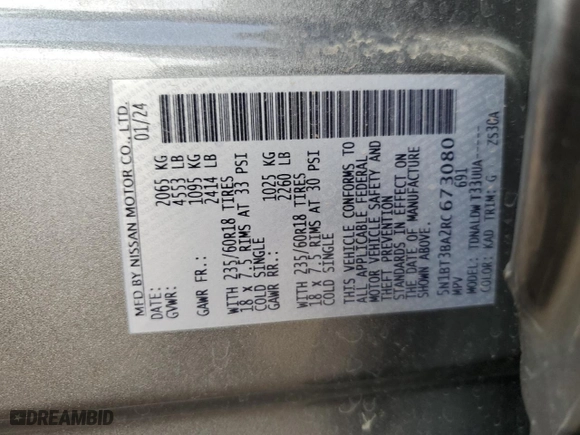 MFD BY NISSAN MOTOR CO., LTD.
DATE: 01/24
GVWR: 2065 KG
4553 LB
GAWR FR.: 1095 KG
2414 LB
WITH 235/60R18 TIRES
18 x 7.5 RIMS AT 33 PSI
COLD SINGLE
GAWR RR.: 1025 KG
2260 LB
WITH 235/60R18 TIRES
18 x 7.5 RIMS AT 30 PSI
COLD SINGLE
THIS VEHICLE CONFORMS TO
ALL APPLICABLE FEDERAL
MOTOR VEHICLE SAFETY AND
THEFT PREVENTION
STANDARDS IN EFFECT ON
THE DATE OF MANUFACTURE
SHOWN ABOVE.
5N1BT3BA2RC673080
MPV 691
MODEL: TDNALDW T33UUA-----
COLOR: KAD TRIM: G ZS3GA
DREAMBID